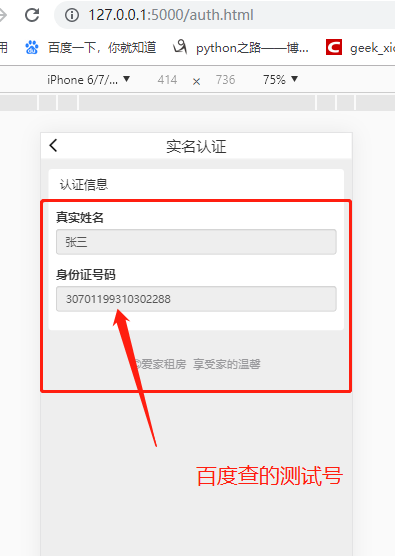 127.0.0.1:5000/auth.html
用 百度一下，你就知道 python之路——博... geek_xi
iPhone 6/7/... ▼ 414 × 736 75% ▼
实名认证
认证信息
真实姓名
张三
身份证号码
30701199310302288
©爱家租房 享受家的温馨
百度查的测试号